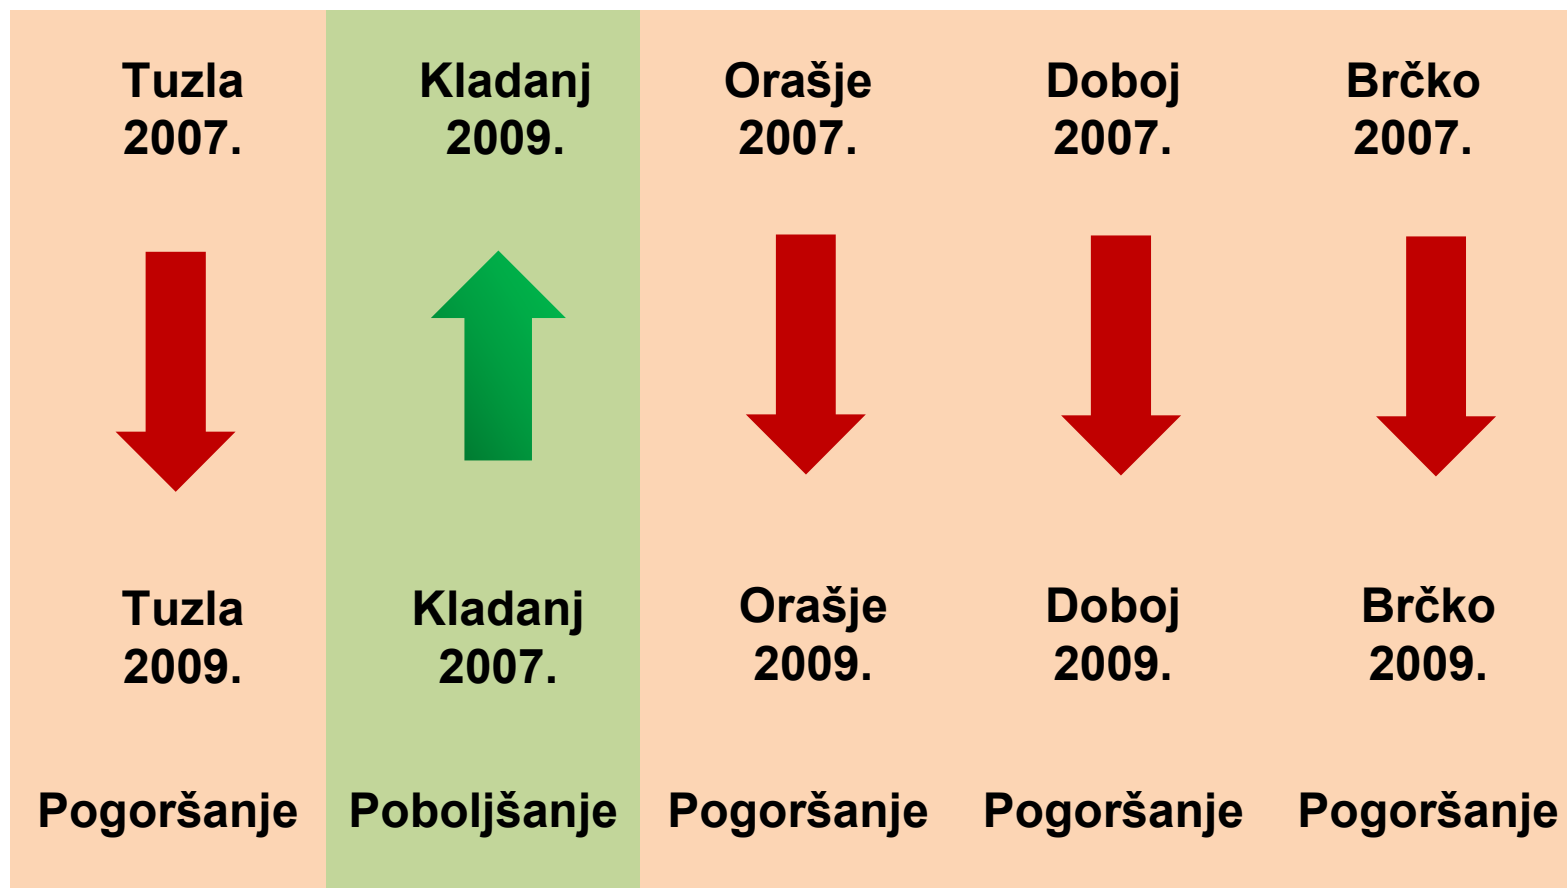 Tuzla
2007.
Kladanj
2009.
Orašje
2007.
Doboj
2007.
Brčko
2007.
Tuzla
2009.
Kladanj
2007.
Orašje
2009.
Doboj
2009.
Brčko
2009.
Pogoršanje
Poboljšanje
Pogoršanje
Pogoršanje
Pogoršanje